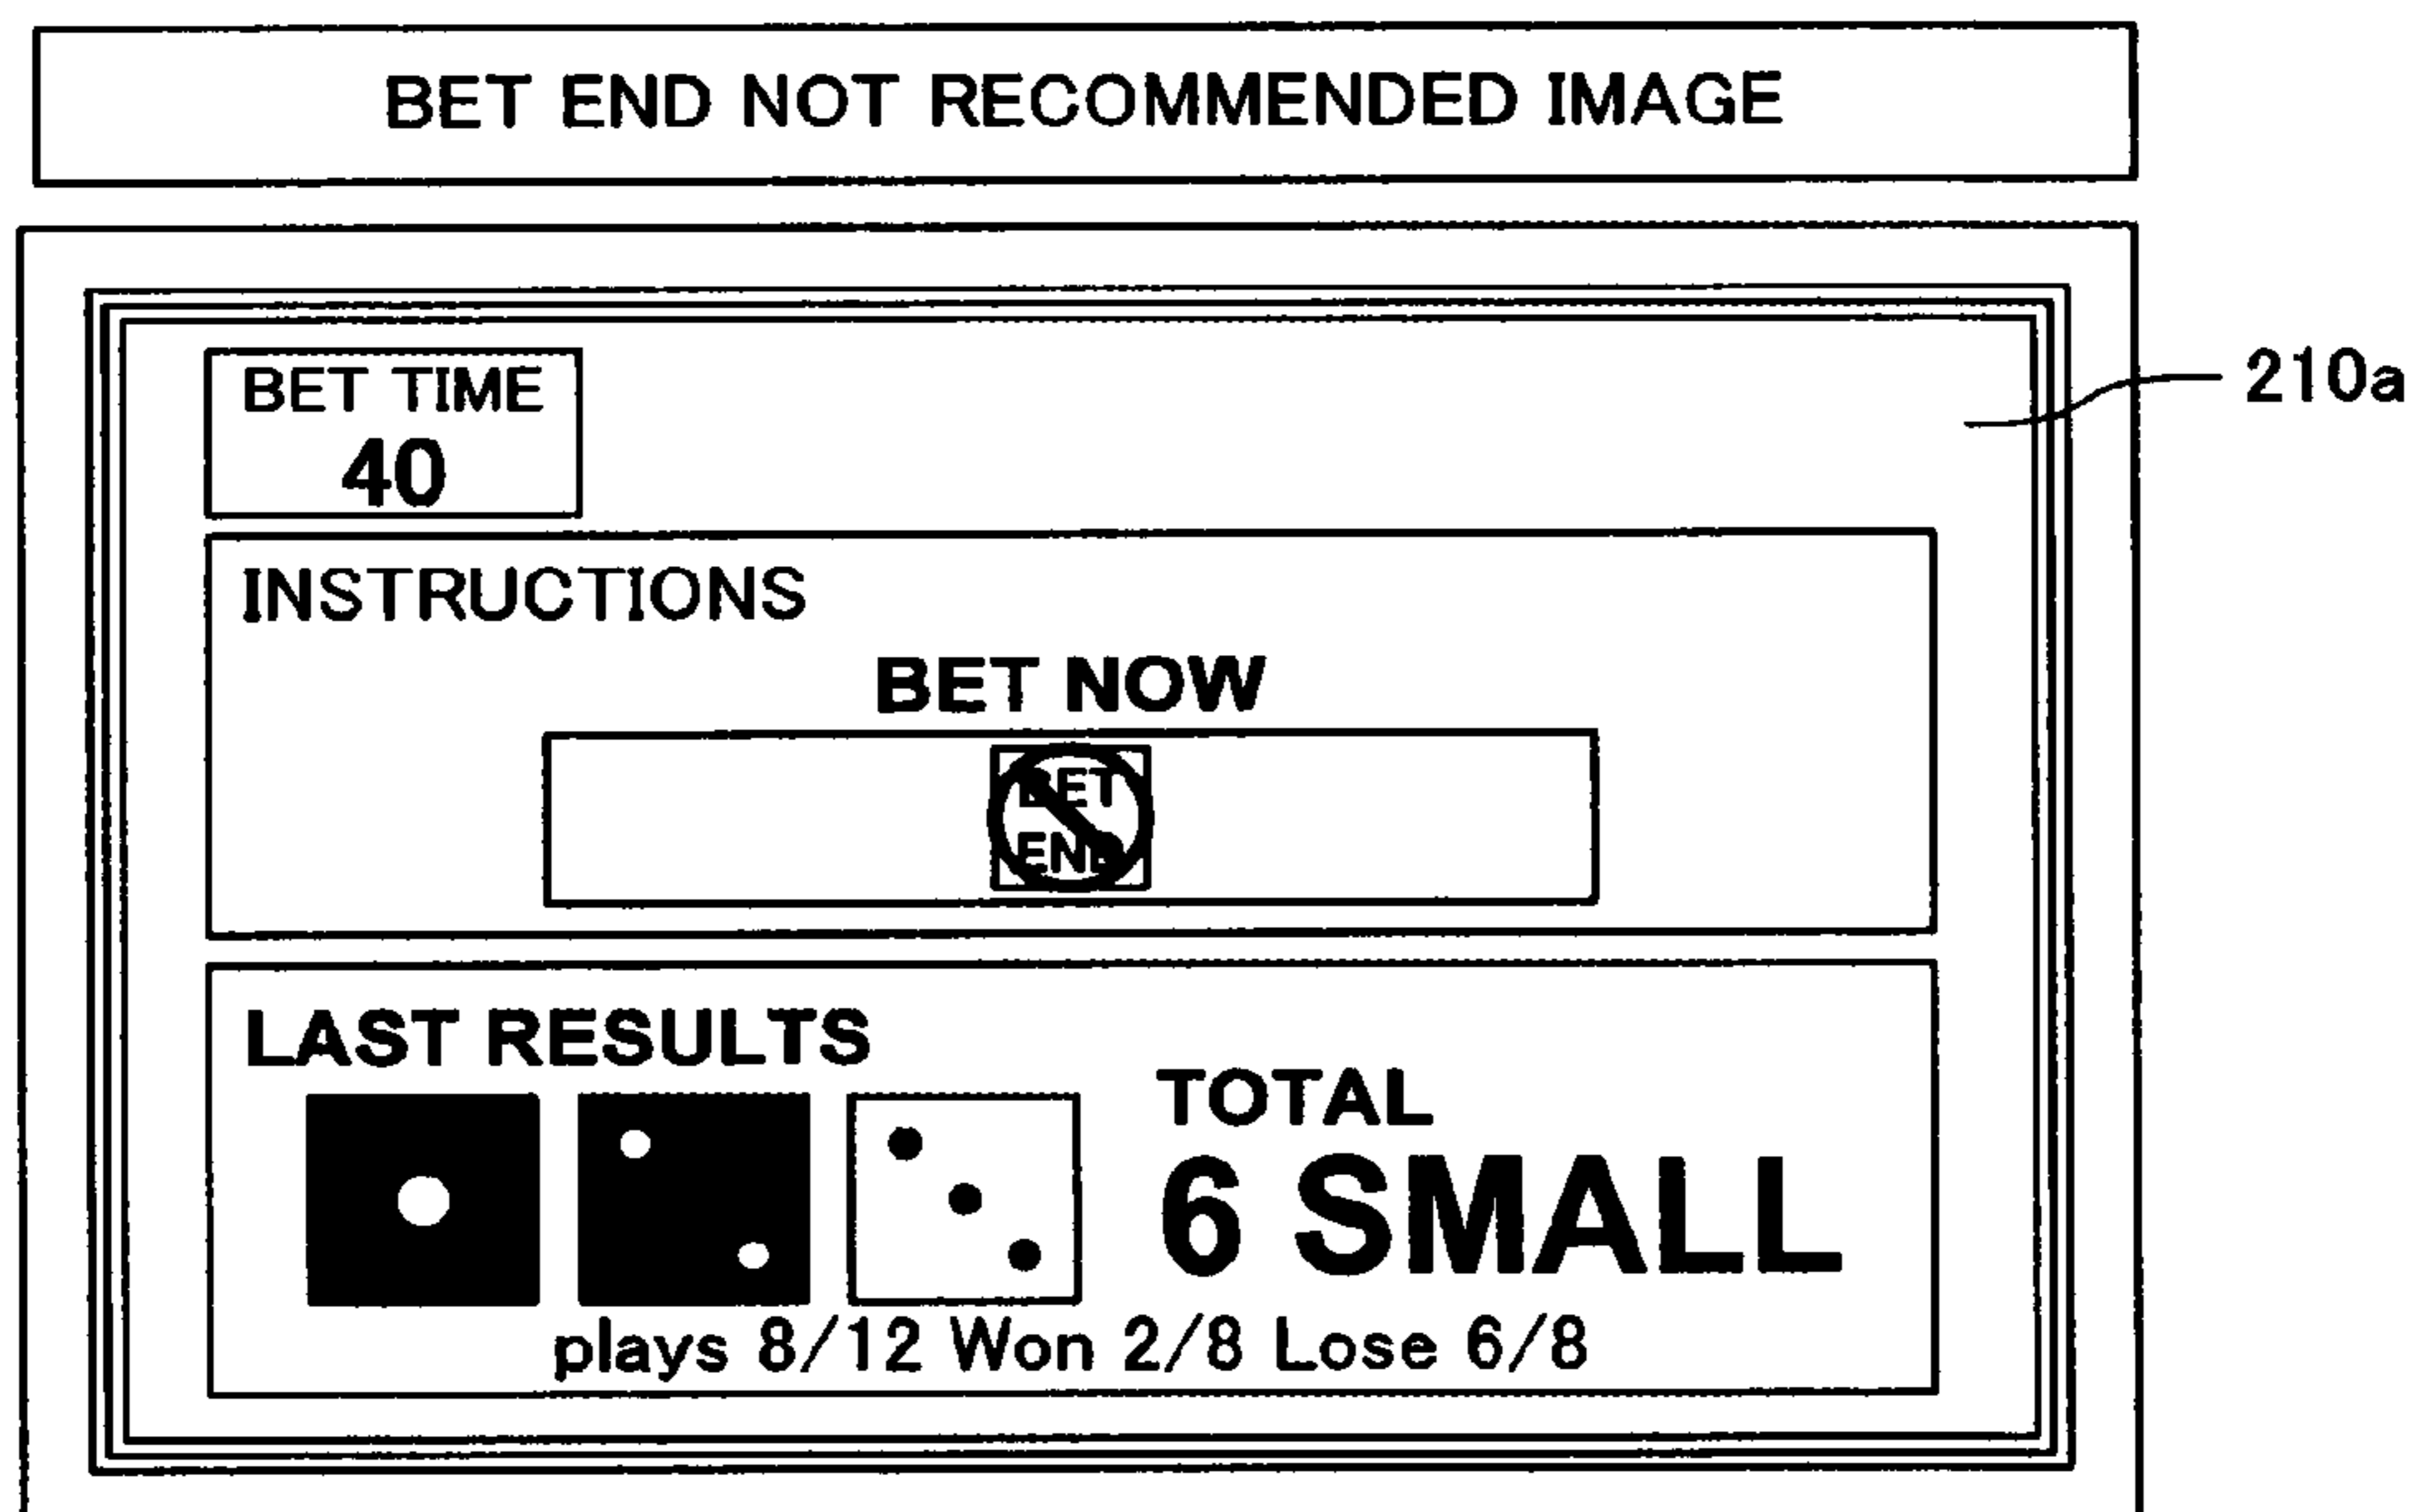 BET END NOT RECOMMENDED IMAGE
210a
BET TIME
40
INSTRUCTIONS
BET NOW
BET
END
LAST RESULTS
TOTAL
6 SMALL
plays 8/12 Won 2/8 Lose 6/8